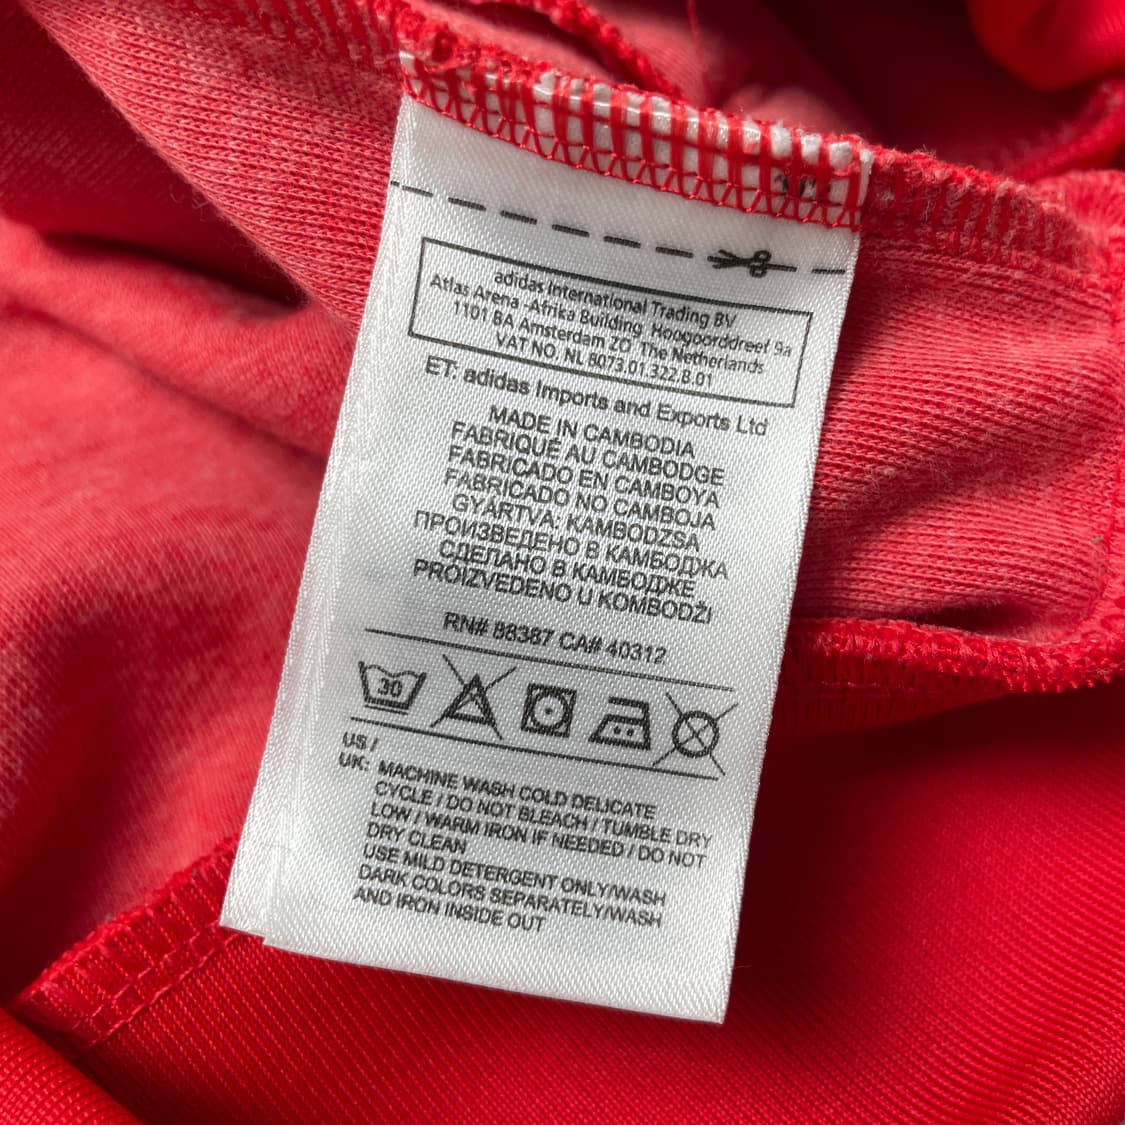 adidas International Trading BV
Atlas Arena -Afrika Building, Hoogoorddreef 9a
1101 BA Amsterdam ZO, The Netherlands
VAT NO. NL 8073.01.322.B.01
ET: adidas Imports and Exports Ltd
MADE IN CAMBODIA
FABRIQUÉ AU CAMBODGE
FABRICADO EN CAMBOYA
FABRICADO NO CAMBOJA
GYÁRTVA: KAMBODZSA
ПРОИЗВЕДЕНО В КАМБОДЖА
СДЕЛАНО В КАМБОДЖЕ
PROIZVEDENO U KOMBODŽI
RN# 88387 CA# 40312
30
US /
UK: MACHINE WASH COLD DELICATE
CYCLE / DO NOT BLEACH / TUMBLE DRY
LOW / WARM IRON IF NEEDED / DO NOT
DRY CLEAN
USE MILD DETERGENT ONLY/WASH
DARK COLORS SEPARATELY/WASH
AND IRON INSIDE OUT